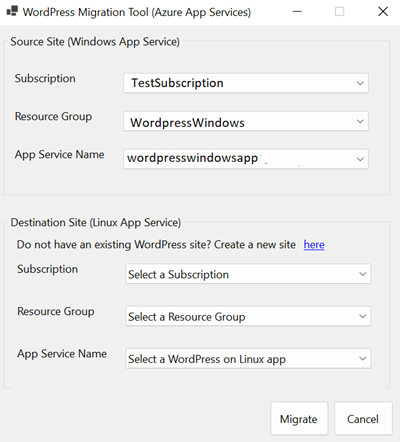 WordPress Migration Tool (Azure App Services)
Source Site (Windows App Service)
Subscription TestSubscription
Resource Group WordpressWindows
App Service Name wordpresswindowsapp
Destination Site (Linux App Service)
Do not have an existing WordPress site? Create a new site here
Subscription Select a Subscription
Resource Group Select a Resource Group
App Service Name Select a WordPress on Linux app
Migrate Cancel